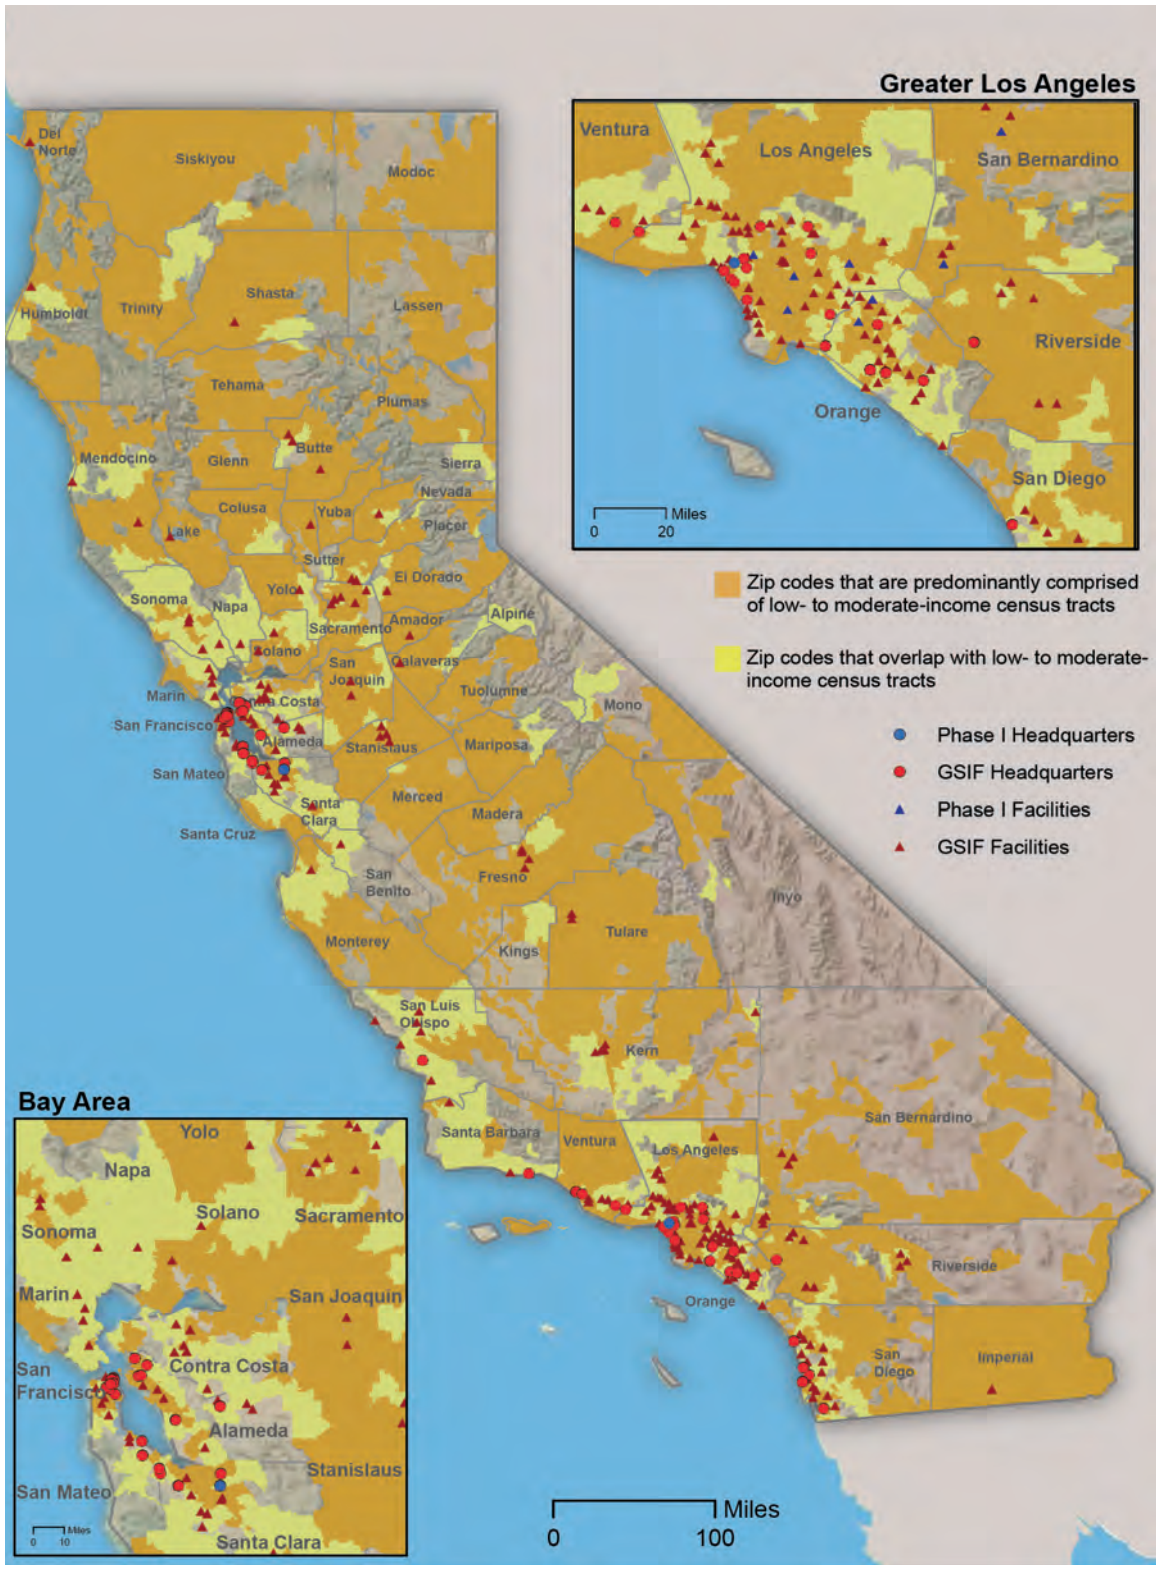 Greater Los Angeles
Ventura
Los Angeles
San Bernardino
Riverside
Orange
San Diego
Miles
0 20
Del
Norte
Siskiyou
Modoc
Humboldt
Trinity
Shasta
Lassen
Tehama
Plumas
Mendocino
Glenn
Butte
Sierra
Nevada
Colusa
Yuba
Placer
Lake
Sutter
El Dorado
Yolo
Sonoma
Napa
Sacramento
Amador
Alpine
Solano
San
Joaquin
Calaveras
Marin
Contra Costa
Tuolumne
Mono
San Francisco
Alameda
Stanislaus
Mariposa
San Mateo
Santa
Clara
Merced
Madera
Santa Cruz
San
Benito
Fresno
Inyo
Monterey
Kings
Tulare
San Luis
Obispo
Kern
Santa Barbara
Ventura
Los Angeles
San Bernardino
Orange
Riverside
San
Diego
Imperial
Zip codes that are predominantly comprised
of low- to moderate-income census tracts
Zip codes that overlap with low- to moderate-
income census tracts
Phase I Headquarters
GSIF Headquarters
Phase I Facilities
GSIF Facilities
Bay Area
Yolo
Napa
Solano
Sacramento
Sonoma
Marin
San Joaquin
Contra Costa
San
Francisco
Alameda
Stanislaus
San Mateo
Santa Clara
Miles
0 10
Miles
0 100